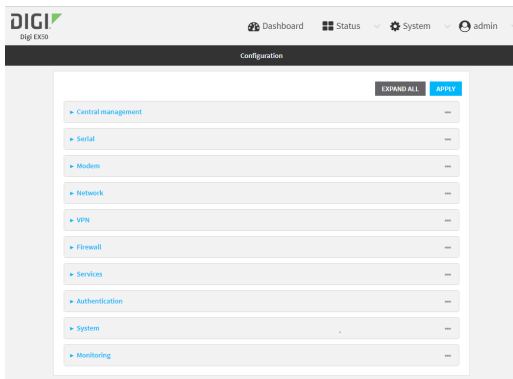 DIGI
Digi EX50
Dashboard Status System admin
Configuration
EXPAND ALL APPLY
Central management
Serial
Modem
Network
VPN
Firewall
Services
Authentication
System
Monitoring